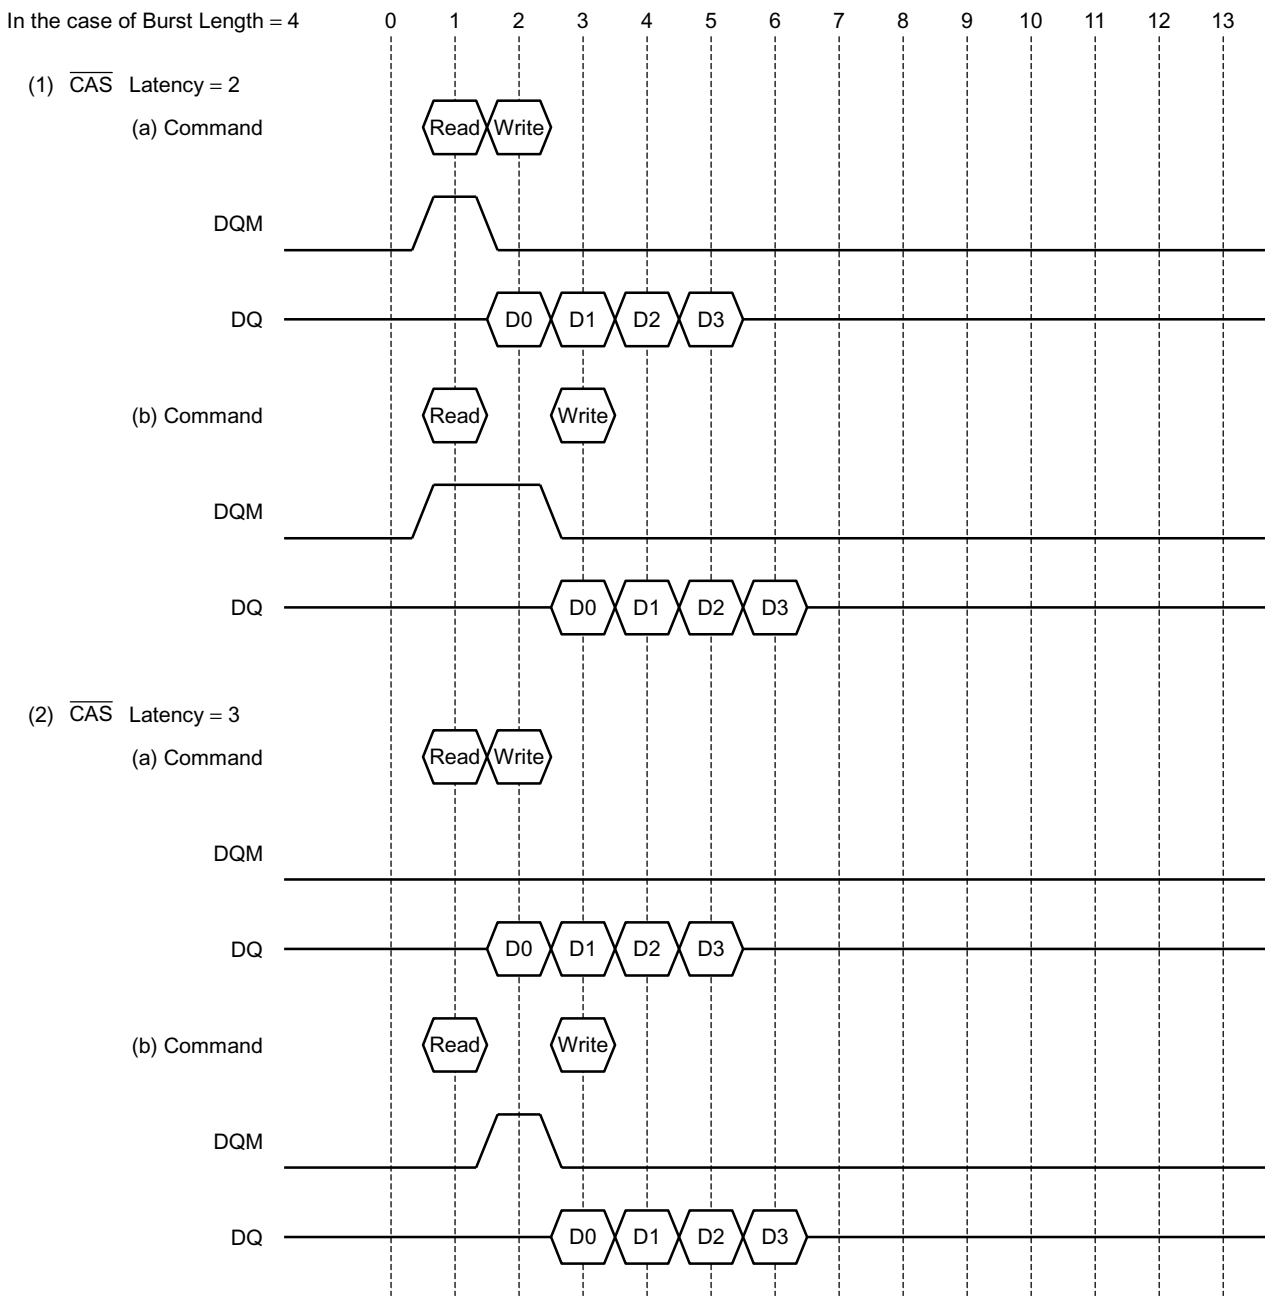 In the case of Burst Length = 4 0 1 2 3 4 5 6 7 8 9 10 11 12 13
(1) C̅A̅S̅ Latency = 2
(a) Command Read Write
DQM
DQ D0 D1 D2 D3
(b) Command Read Write
DQM
DQ D0 D1 D2 D3
(2) C̅A̅S̅ Latency = 3
(a) Command Read Write
DQM
DQ D0 D1 D2 D3
(b) Command Read Write
DQM
DQ D0 D1 D2 D3